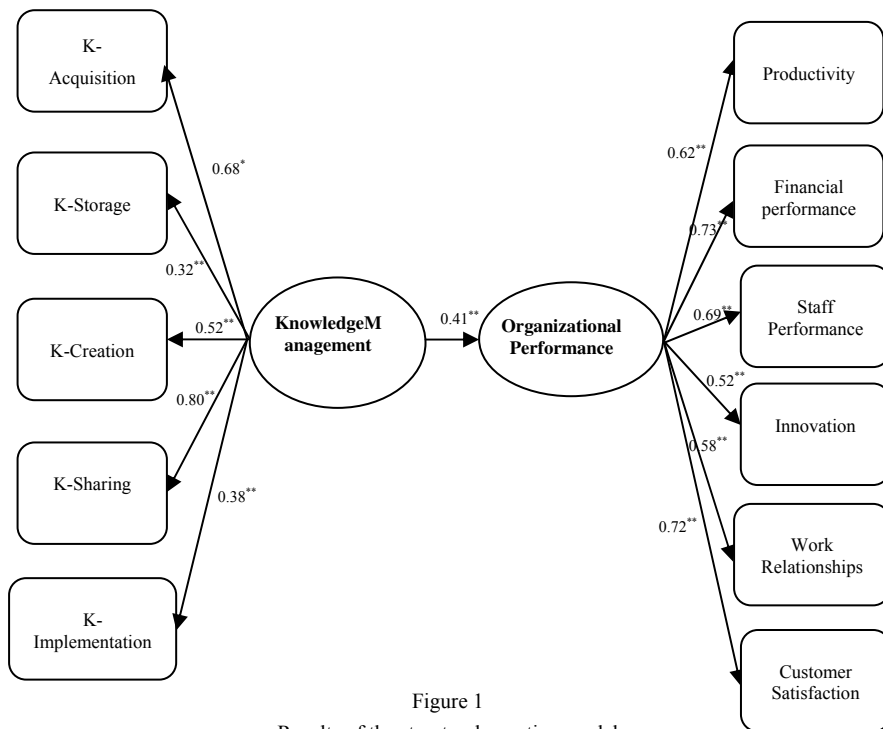 K-
Acquisition
K-Storage
K-Creation
K-Sharing
K-
Implementation
0.68*
0.32**
0.52**
0.80**
0.38**
KnowledgeM
anagement
0.41**
Organizational
Performance
0.62**
0.73**
0.69**
0.52**
0.58**
0.72**
Productivity
Financial
performance
Staff
Performance
Innovation
Work
Relationships
Customer
Satisfaction
Figure 1